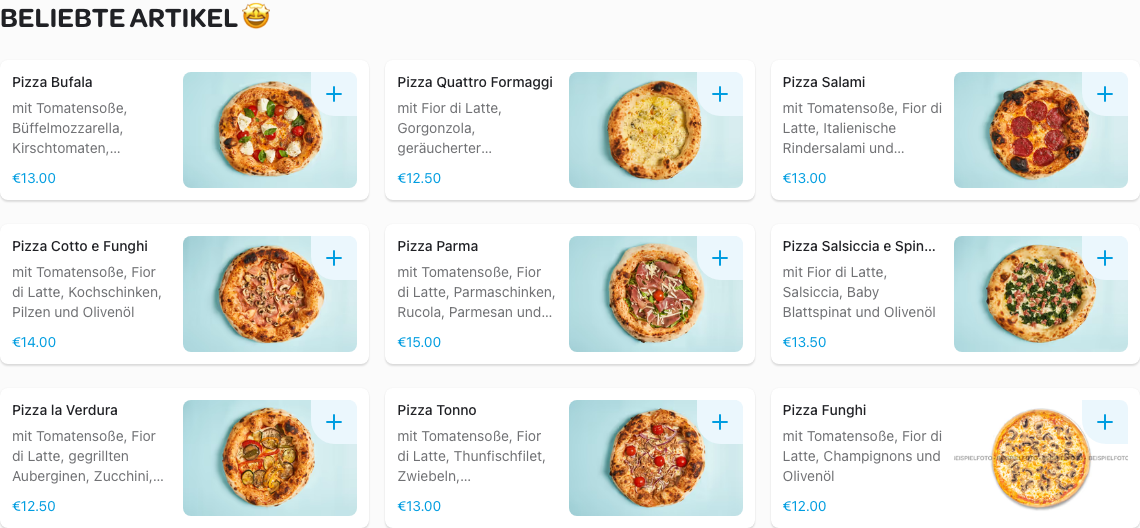 BELIEBTE ARTIKEL 🤩
Pizza Bufala
mit Tomatensoße,
Büffelmozzarella,
Kirschtomaten,...
€13.00
Pizza Quattro Formaggi
mit Fior di Latte,
Gorgonzola,
geräucherter...
€12.50
Pizza Salami
mit Tomatensoße, Fior di
Latte, Italienische
Rindersalami und...
€13.00
Pizza Cotto e Funghi
mit Tomatensoße, Fior
di Latte, Kochschinken,
Pilzen und Olivenöl
€14.00
Pizza Parma
mit Tomatensoße, Fior
di Latte, Parmaschinken,
Rucola, Parmesan und...
€15.00
Pizza Salsiccia e Spin...
mit Fior di Latte,
Salsiccia, Baby
Blattspinat und Olivenöl
€13.50
Pizza la Verdura
mit Tomatensoße, Fior
di Latte, gegrillten
Auberginen, Zucchini,...
€12.50
Pizza Tonno
mit Tomatensoße, Fior
di Latte, Thunfischfilet,
Zwiebeln,...
€13.00
Pizza Funghi
mit Tomatensoße, Fior di
Latte, Champignons und
Olivenöl
€12.00